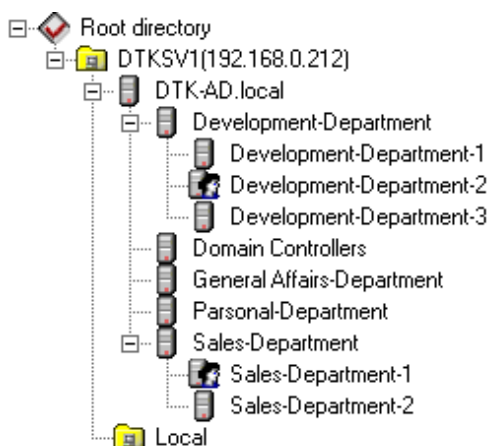 Root directory
DTKSV1(192.168.0.212)
DTK-AD.local
Development-Department
Development-Department-1
Development-Department-2
Development-Department-3
Domain Controllers
General Affairs-Department
Parsonal-Department
Sales-Department
Sales-Department-1
Sales-Department-2
Local